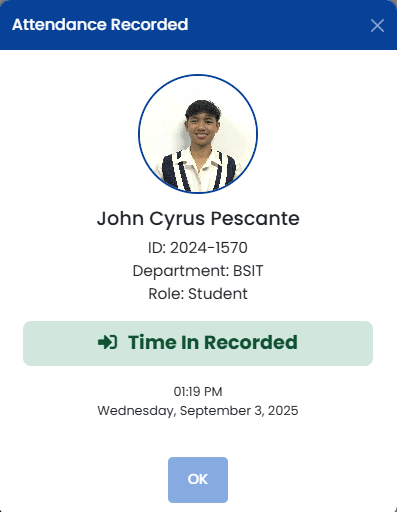 Attendance Recorded
John Cyrus Pescante
ID: 2024-1570
Department: BSIT
Role: Student
Time In Recorded
01:19 PM
Wednesday, September 3, 2025
OK